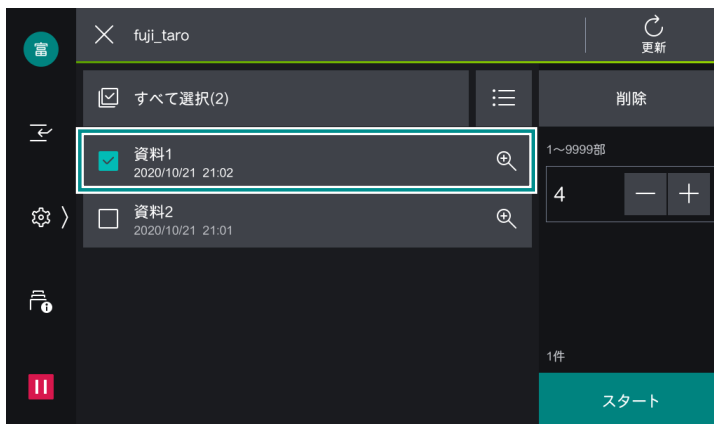 富
fuji_taro
更新
すべて選択(2)
削除
資料1
2020/10/21 21:02
資料2
2020/10/21 21:01
1～9999部
4
1件
スタート